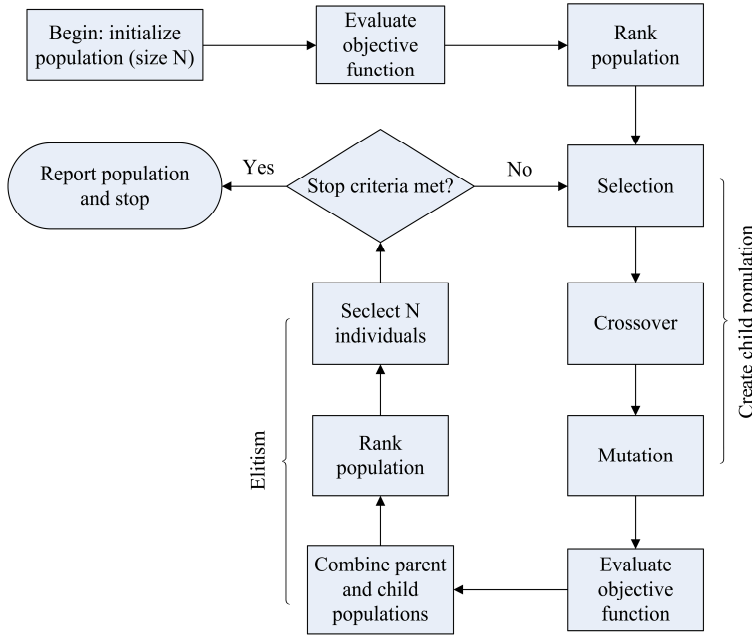 Begin: initialize
population (size N)
Evaluate
objective
function
Rank
population
Report population
and stop
Yes
Stop criteria met?
No
Selection
Seclect N
individuals
Crossover
Create child population
Elitism
Rank
population
Mutation
Combine parent
and child
populations
Evaluate
objective
function